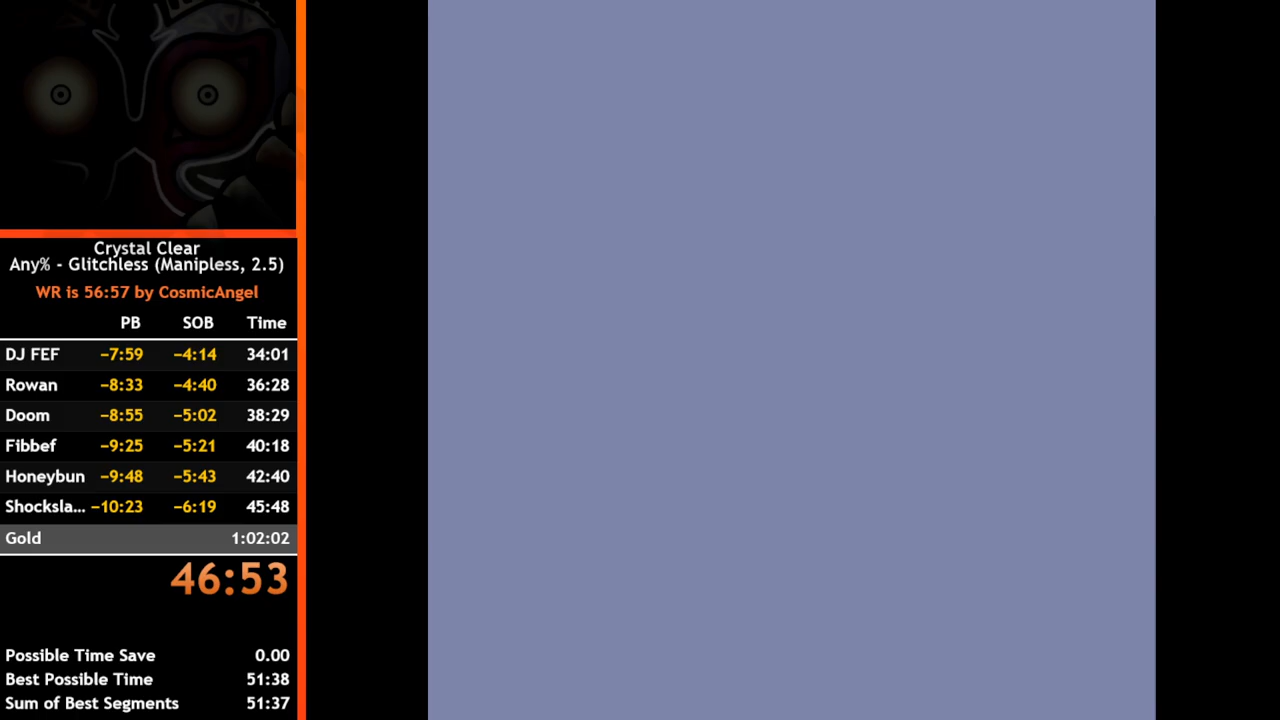 Crystal Clear
Any% - Glitchless (Manipless, 2.5)
WR is 56:57 by CosmicAngel
PB SOB Time
DJ FEF −7:59 −4:14 34:01
Rowan −8:33 −4:40 36:28
Doom −8:55 −5:02 38:29
Fibbef −9:25 −5:21 40:18
Honeybun −9:48 −5:43 42:40
Shocksla... −10:23 −6:19 45:48
Gold 1:02:02
46:53
Possible Time Save 0.00
Best Possible Time 51:38
Sum of Best Segments 51:37